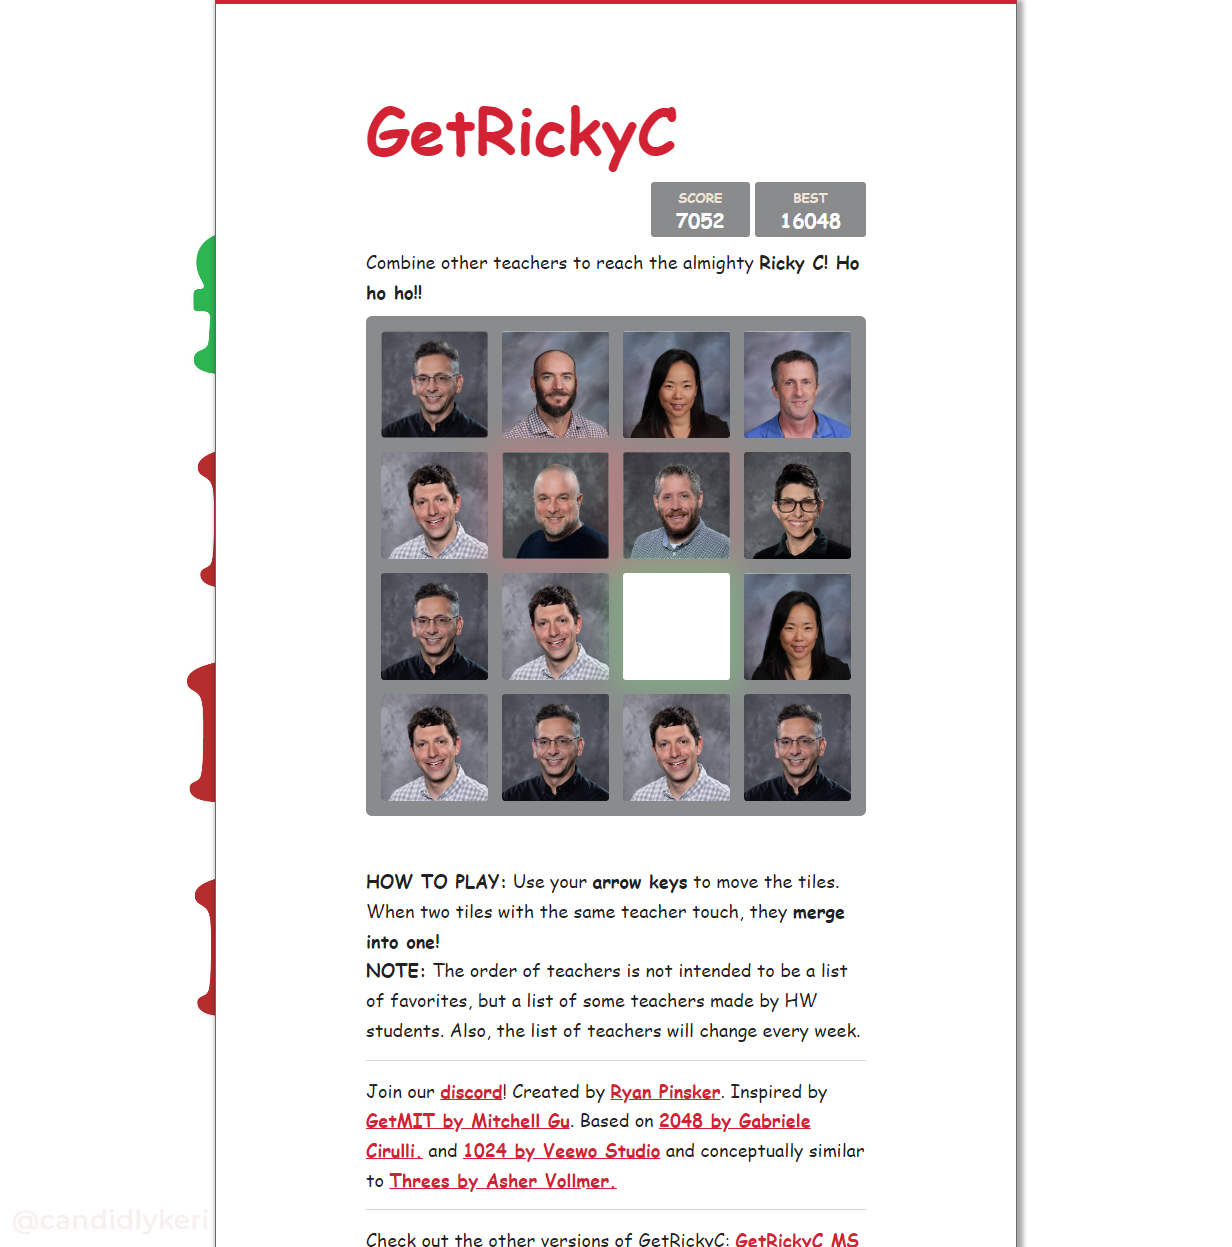 GetRickyC
SCORE
7052
BEST
16048
Combine other teachers to reach the almighty Ricky C! Ho
ho ho!!
HOW TO PLAY: Use your arrow keys to move the tiles.
When two tiles with the same teacher touch, they merge
into one!
NOTE: The order of teachers is not intended to be a list
of favorites, but a list of some teachers made by HW
students. Also, the list of teachers will change every week.
Join our discord! Created by Ryan Pinsker. Inspired by
GetMIT by Mitchell Gu. Based on 2048 by Gabriele
Cirulli. and 1024 by Veewo Studio and conceptually similar
to Threes by Asher Vollmer.
Check out the other versions of GetRickyC: GetRickyC MS
@candidlykeri